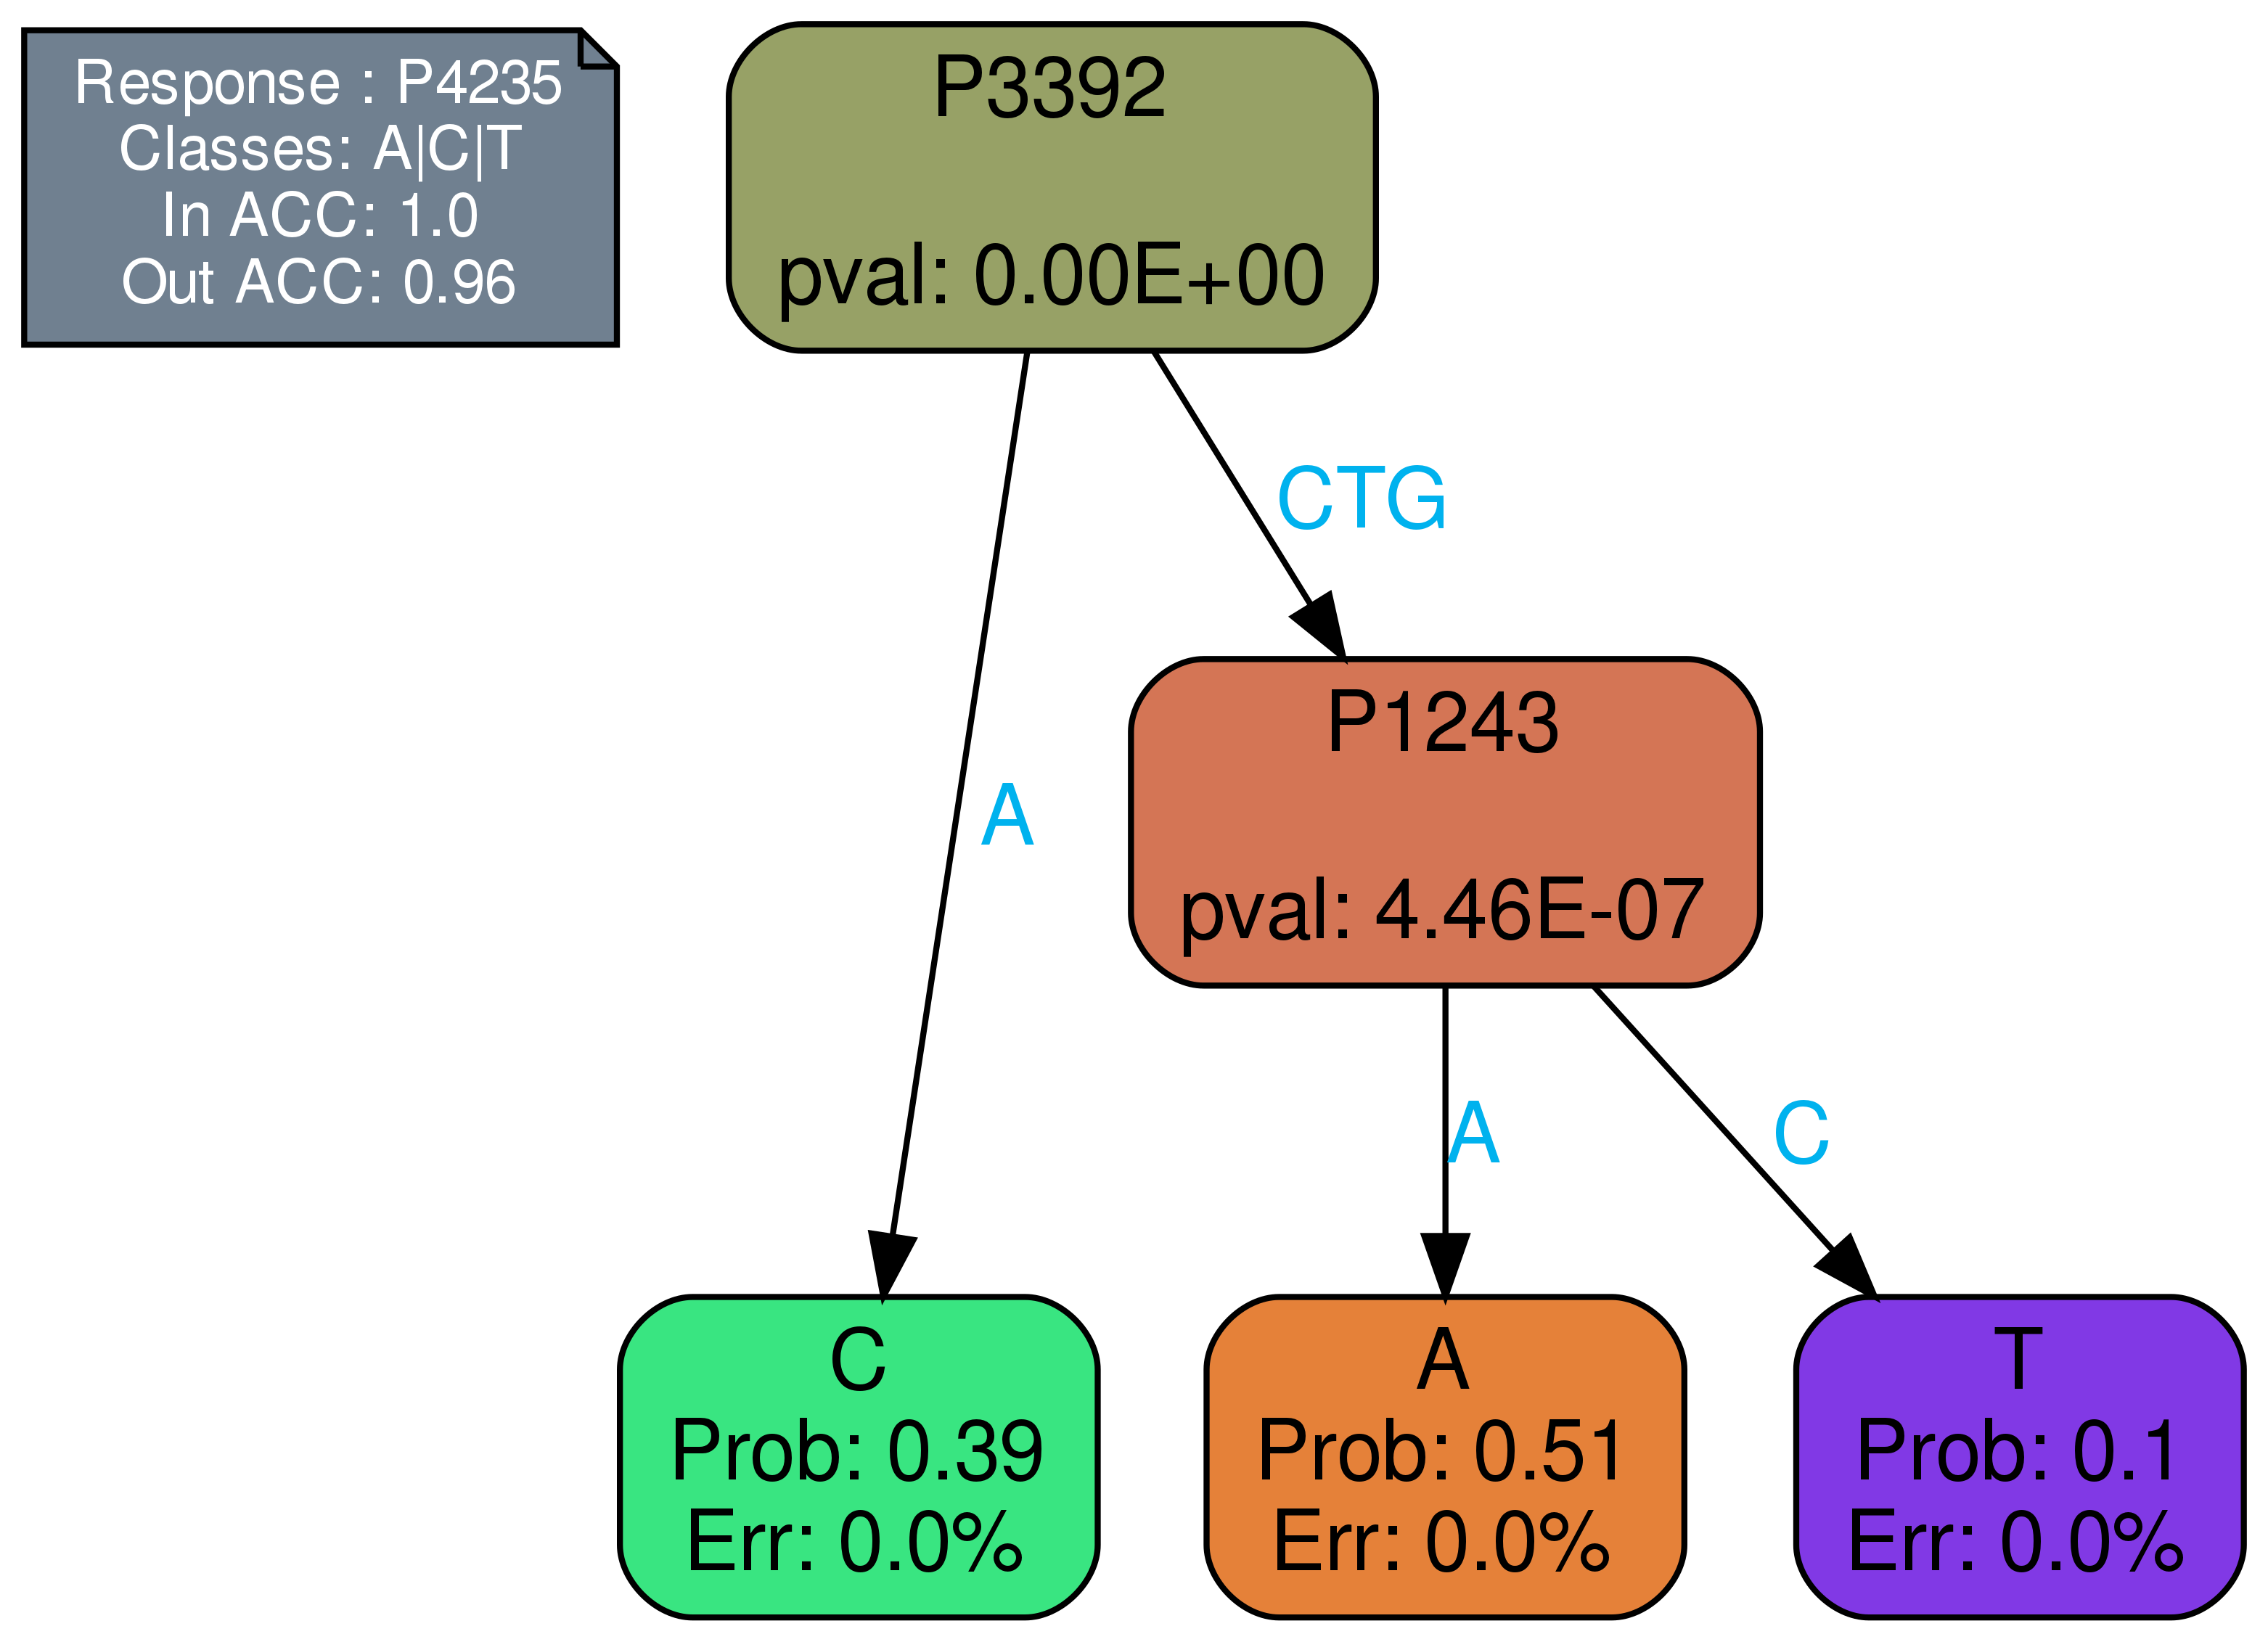 Response : P4235
Classes: A|C|T
In ACC: 1.0
Out ACC: 0.96
P3392
pval: 0.00E+00
CTG
P1243
pval: 4.46E-07
A
A
C
C
Prob: 0.39
Err: 0.0%
A
Prob: 0.51
Err: 0.0%
T
Prob: 0.1
Err: 0.0%